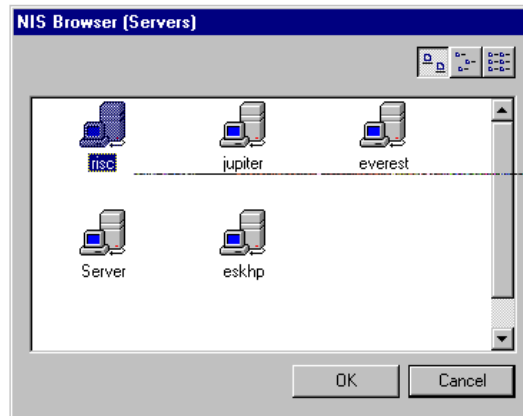 NIS Browser (Servers)
risc jupiter everest
Server eskhp
OK Cancel